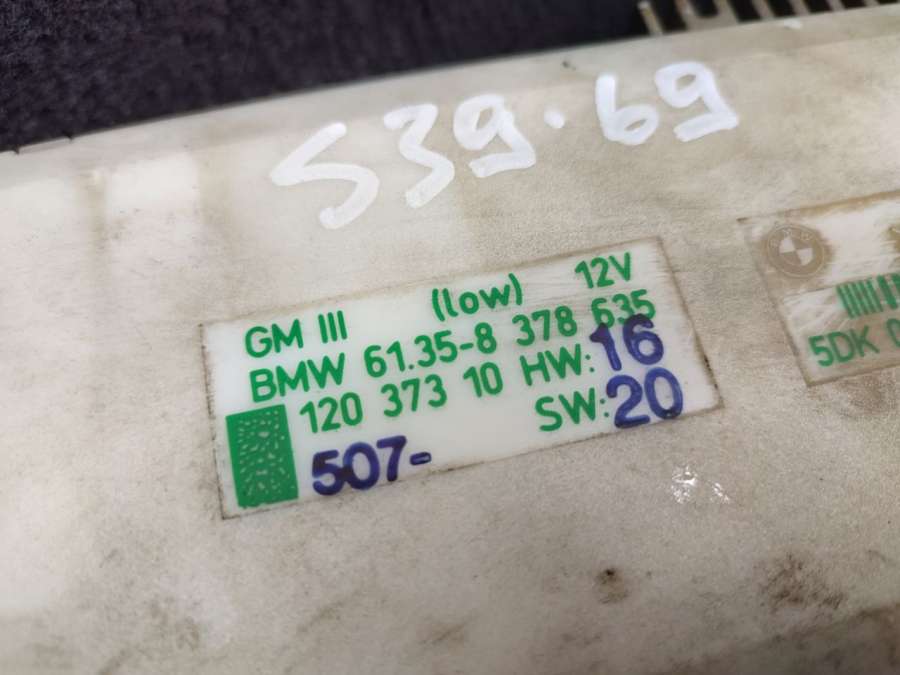 S39.69
GM III (low) 12V
BMW 61.35-8 378 635
120 373 10 HW:16
SW:20
507-
5DK